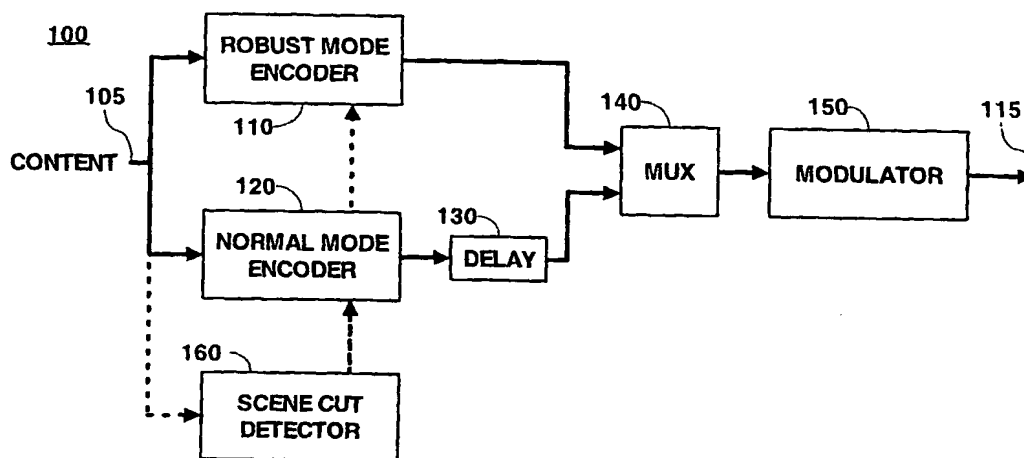 100
105
CONTENT
ROBUST MODE
ENCODER
110
120
NORMAL MODE
ENCODER
130
DELAY
140
MUX
150
MODULATOR
115
160
SCENE CUT
DETECTOR